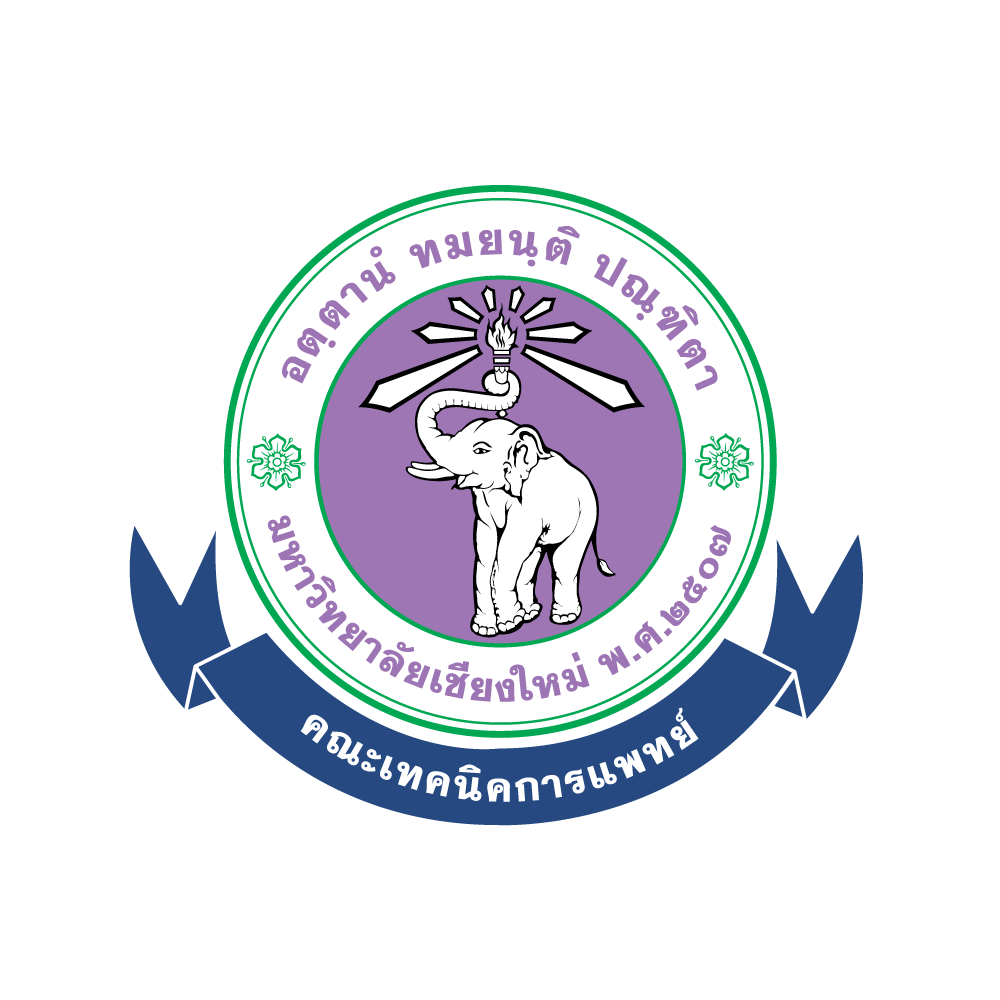 อตฺตานํ ทมยนฺติ ปณฺฑิตา
มหาวิทยาลัยเชียงใหม่ พ.ศ.๒๕๐๗
คณะเทคนิคการแพทย์